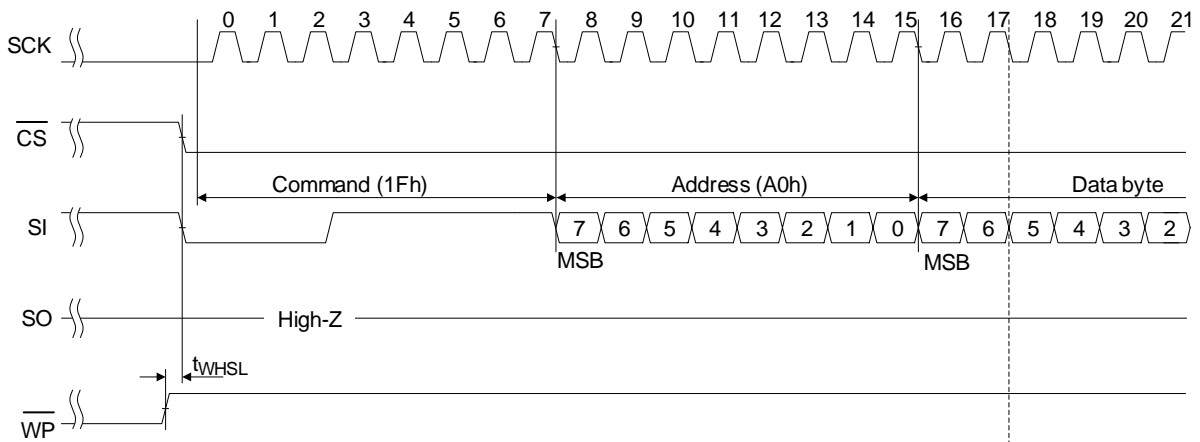 0 1 2 3 4 5 6 7 8 9 10 11 12 13 14 15 16 17 18 19 20 21
SCK
CS
Command (1Fh) Address (A0h) Data byte
SI 7 6 5 4 3 2 1 0 7 6 5 4 3 2
MSB MSB
SO High-Z
tWHSL
WP